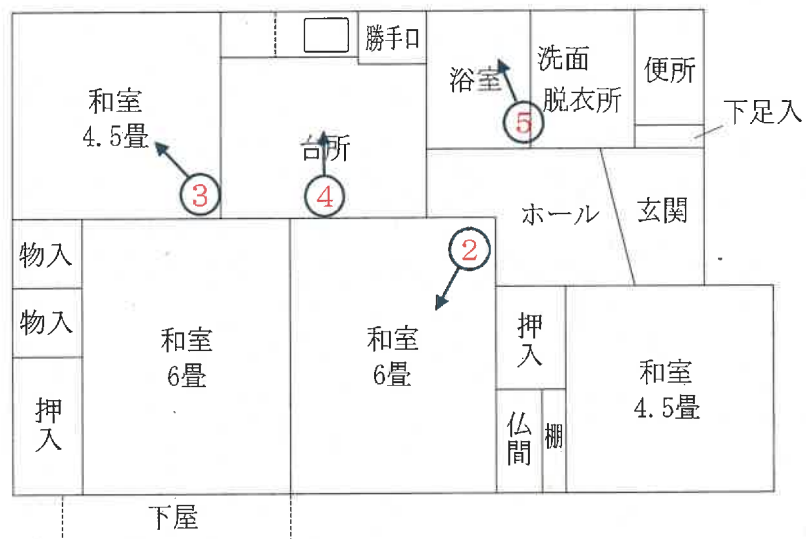 和室
4.5畳
勝手口
浴室
洗面
脱衣所
便所
下足入
台所
③
④
⑤
ホール
玄関
②
物入
物入
押入
和室
6畳
和室
6畳
押入
仏間
棚
和室
4.5畳
下屋